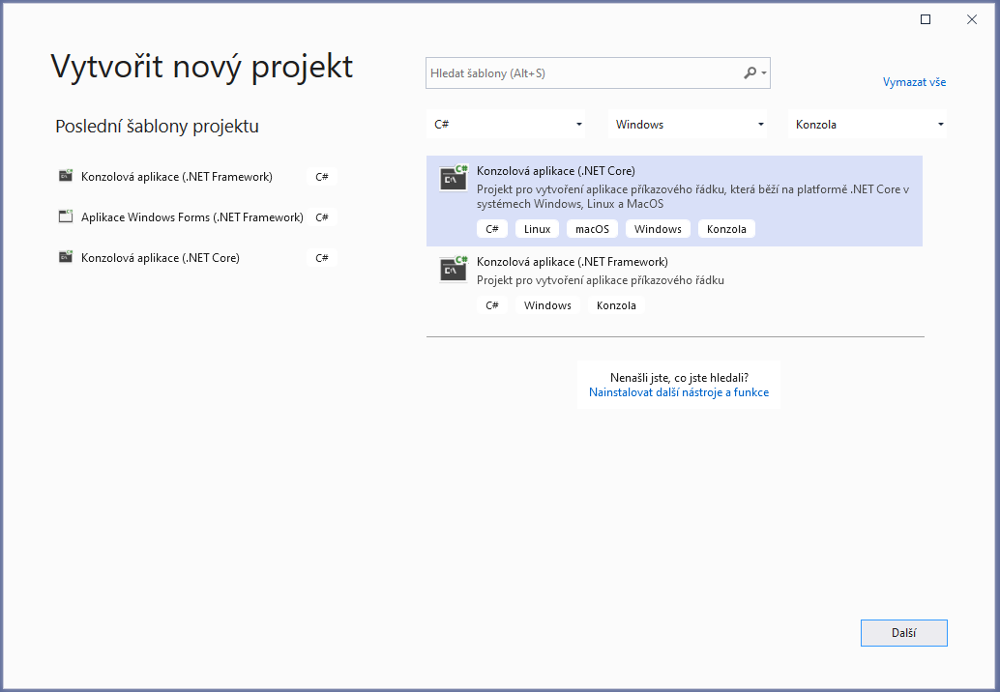 Vytvořit nový projekt
Poslední šablony projektu
Konzolová aplikace (.NET Framework) C#
Aplikace Windows Forms (.NET Framework) C#
Konzolová aplikace (.NET Core) C#
Hledat šablony (Alt+S)
Vymazat vše
C# Windows Konzola
Konzolová aplikace (.NET Core)
Projekt pro vytvoření aplikace příkazového řádku, která běží na platformě .NET Core v
systémech Windows, Linux a MacOS
C# Linux macOS Windows Konzola
Konzolová aplikace (.NET Framework)
Projekt pro vytvoření aplikace příkazového řádku
C# Windows Konzola
Nenašli jste, co jste hledali?
Nainstalovat další nástroje a funkce
Další